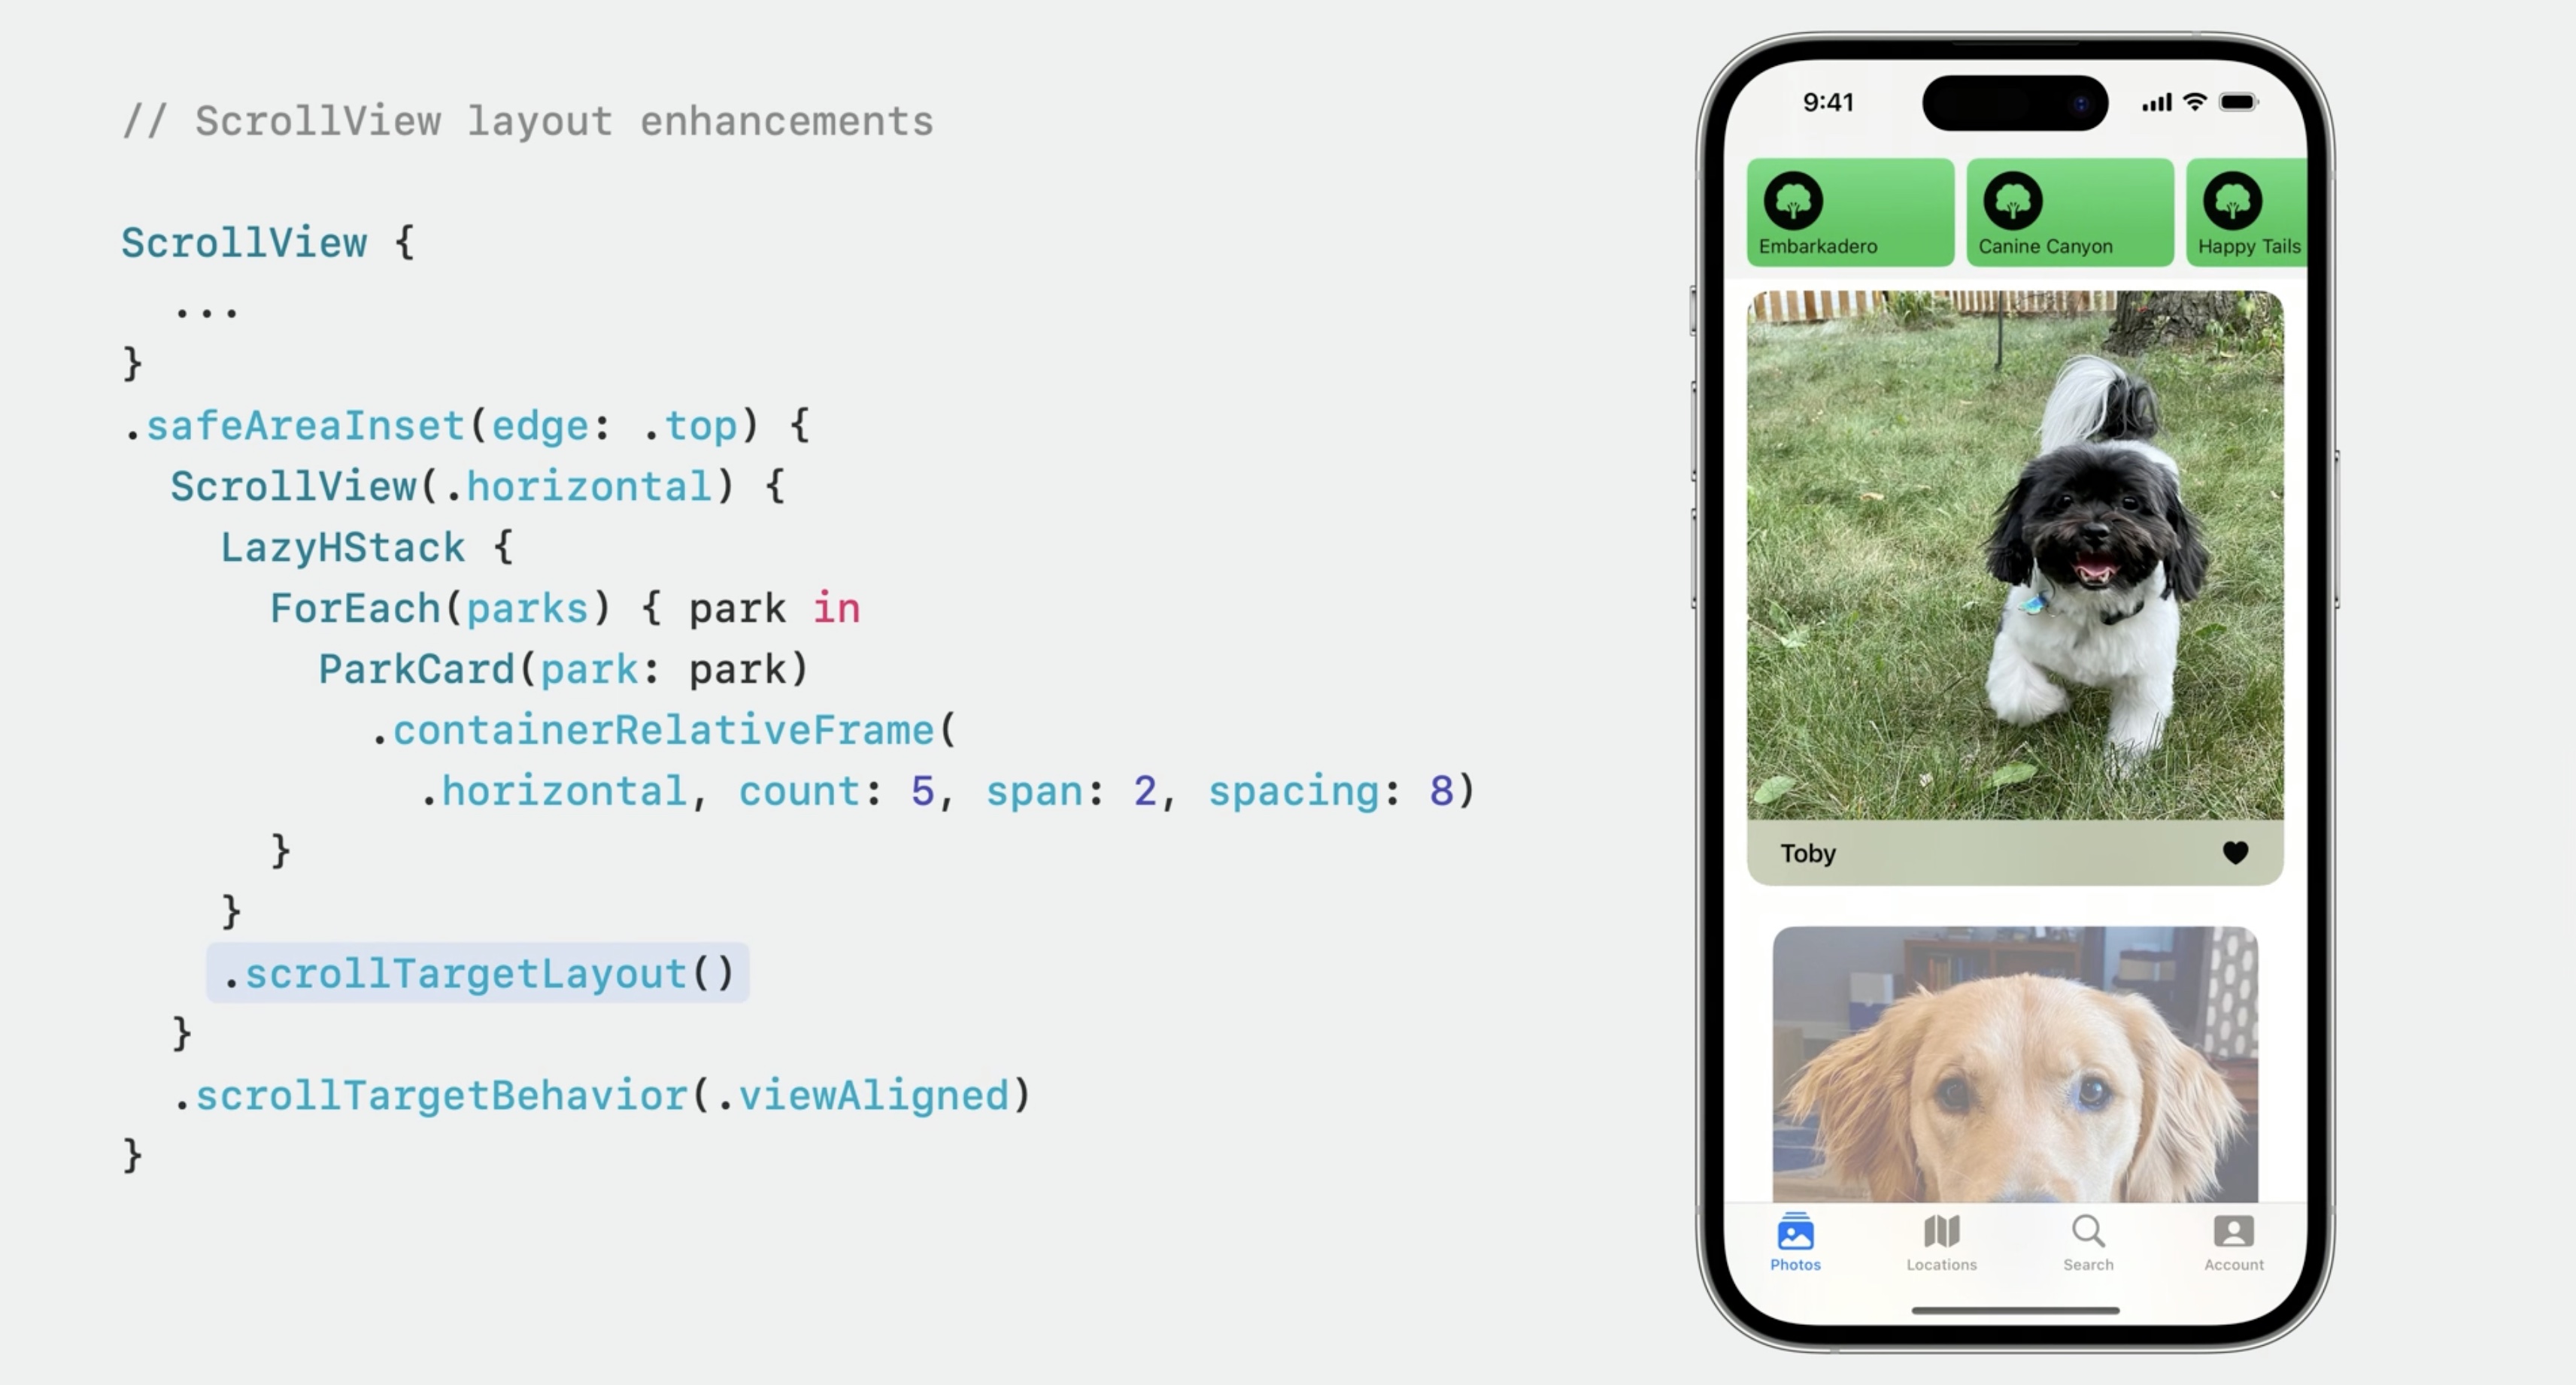 // ScrollView layout enhancements
ScrollView {
...
}
.safeAreaInset(edge: .top) {
ScrollView(.horizontal) {
LazyHStack {
ForEach(parks) { park in
ParkCard(park: park)
.containerRelativeFrame(
.horizontal, count: 5, span: 2, spacing: 8)
}
}
.scrollTargetLayout()
}
.scrollTargetBehavior(.viewAligned)
}
9:41
Embarkadero
Canine Canyon
Happy Tails
Toby
Photos
Locations
Search
Account